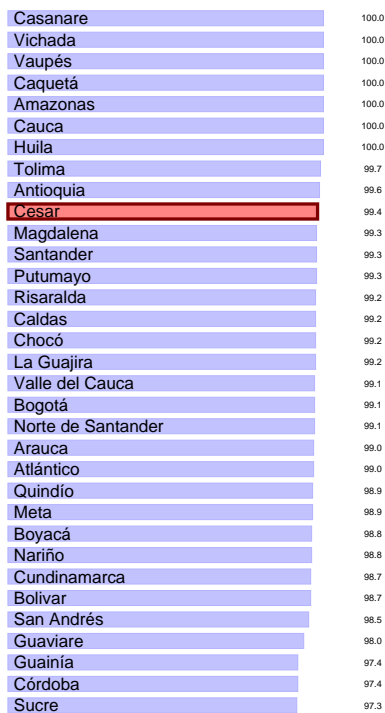 Casanare 100.0
Vichada 100.0
Vaupés 100.0
Caquetá 100.0
Amazonas 100.0
Cauca 100.0
Huila 100.0
Tolima 99.7
Antioquia 99.6
Cesar 99.4
Magdalena 99.3
Santander 99.3
Putumayo 99.3
Risaralda 99.2
Caldas 99.2
Chocó 99.2
La Guajira 99.2
Valle del Cauca 99.1
Bogotá 99.1
Norte de Santander 99.1
Arauca 99.0
Atlántico 99.0
Quindío 98.9
Meta 98.9
Boyacá 98.8
Nariño 98.8
Cundinamarca 98.7
Bolivar 98.7
San Andrés 98.5
Guaviare 98.0
Guainía 97.4
Córdoba 97.4
Sucre 97.3